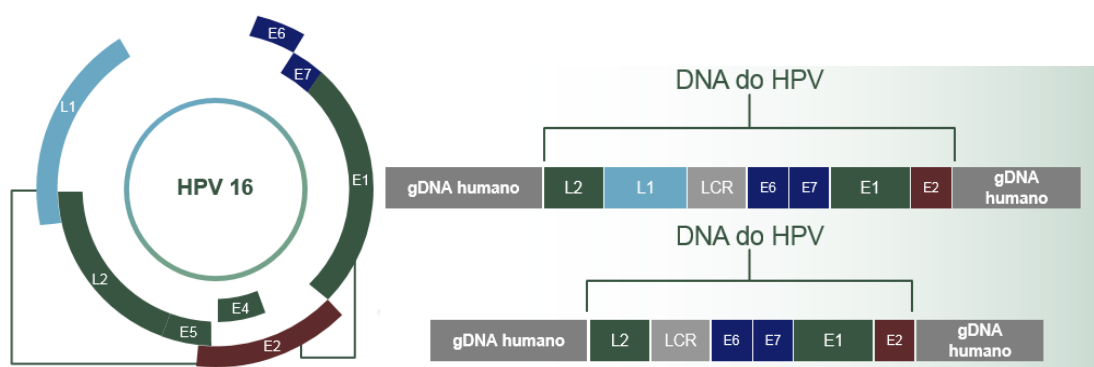 E6
E7
L1
HPV 16
E1
L2
E4
E5
E2
DNA do HPV
gDNA humano L2 L1 LCR E6 E7 E1 E2 gDNA
humano
DNA do HPV
gDNA humano L2 LCR E6 E7 E1 E2 gDNA
humano